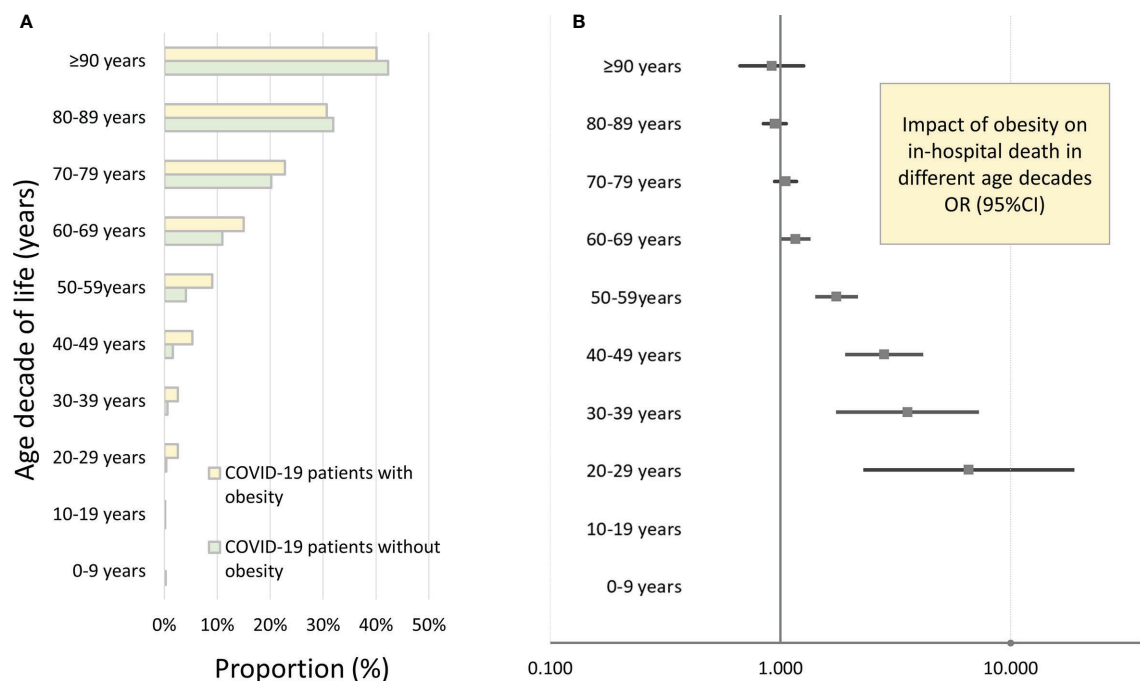 A
Age decade of life (years)
≥90 years
80-89 years
70-79 years
60-69 years
50-59years
40-49 years
30-39 years
20-29 years
10-19 years
0-9 years
COVID-19 patients with
obesity
COVID-19 patients without
obesity
0% 10% 20% 30% 40% 50%
Proportion (%)
B
≥90 years
80-89 years
70-79 years
60-69 years
50-59years
40-49 years
30-39 years
20-29 years
10-19 years
0-9 years
Impact of obesity on
in-hospital death in
different age decades
OR (95%CI)
0.100 1.000 10.000